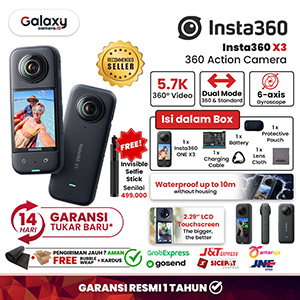 Galaxy
camera.ID
RECOMMENDED
SELLER
Insta360
Insta360 X3
360 Action Camera
5.7K
360° Video
Dual Mode
360 & Standard
6-axis
Gyroscope
Isi dalam Box
1x
Insta360
ONE X3
1x
Battery
1x
Charging
Cable
1x
Protective
Pouch
1x
Lens
Cloth
FREE!
Invisible
Selfie
Stick
Senilai
499.000
Insta360 X3
Waterproof up to 10m
without housing
14
HARI
GARANSI
TUKAR BARU*
2.29" LCD
Touchscreen
The bigger,
the better
PENGIRIMAN JAUH ? AMAN
FREE BUBBLE WRAP + KARDUS
GrabExpress
gosend
J&T EXPRESS
SICEPAT
anteraja
JNE
GARANSI RESMI 1 TAHUN